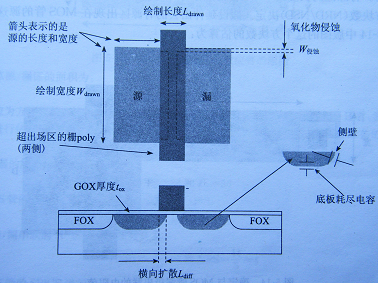 绘制长度Ldrawn
氧化物侵蚀
箭头表示的是
源的长度和宽度
W侵蚀
绘制宽度Wdrawn
源
漏
超出场区的栅poly
(两侧)
侧壁
GOX厚度tox
底板耗尽电容
FOX
FOX
横向扩散Ldiff